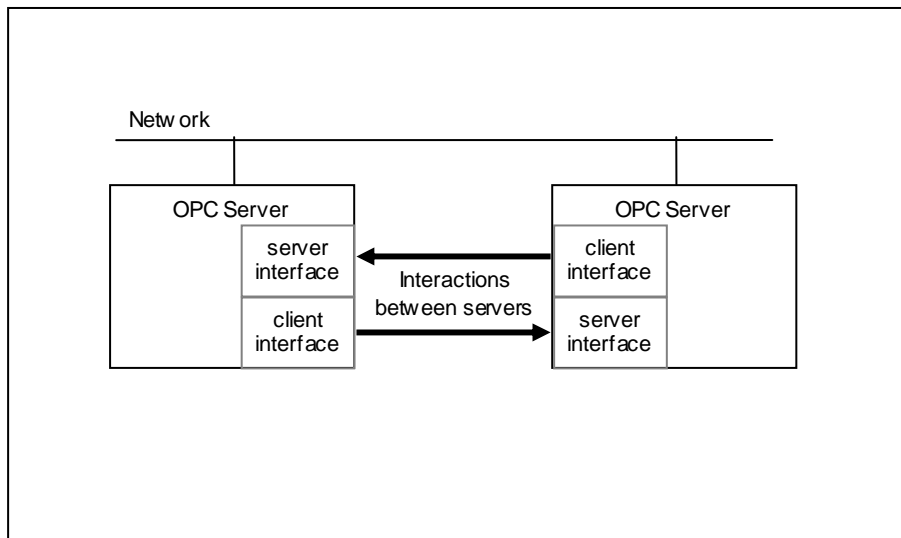 Network
OPC Server
OPC Server
server
interface
client
interface
Interactions
between servers
client
interface
server
interface